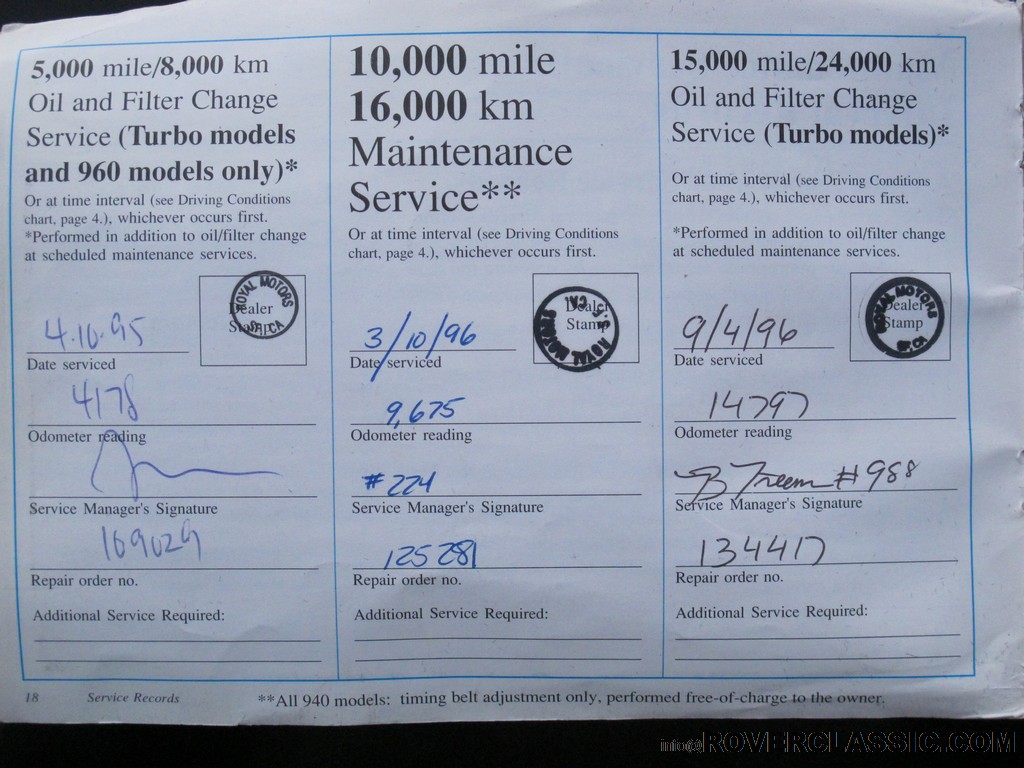 5,000 mile/8,000 km
Oil and Filter Change
Service (Turbo models
and 960 models only)*
Or at time interval (see Driving Conditions
chart, page 4.), whichever occurs first.
*Performed in addition to oil/filter change
at scheduled maintenance services.
ROYAL MOTORS
Dealer
Stamp
S.F. CA
4.10.95
Date serviced
4178
Odometer reading
Service Manager's Signature
169029
Repair order no.
Additional Service Required:
10,000 mile
16,000 km
Maintenance
Service**
Or at time interval (see Driving Conditions
chart, page 4.), whichever occurs first.
Dealer
Stamp
ROYAL MOTORS
S.F. CA
3/10/96
Date serviced
9,675
Odometer reading
#224
Service Manager's Signature
125281
Repair order no.
Additional Service Required:
15,000 mile/24,000 km
Oil and Filter Change
Service (Turbo models)*
Or at time interval (see Driving Conditions
chart, page 4.), whichever occurs first.
*Performed in addition to oil/filter change
at scheduled maintenance services.
ROYAL MOTORS
Dealer
Stamp
SF CA
9/4/96
Date serviced
14797
Odometer reading
B Freem #988
Service Manager's Signature
134417
Repair order no.
Additional Service Required:
18 Service Records
**All 940 models: timing belt adjustment only, performed free-of-charge to the owner.
info@ROVERCLASSIC.COM